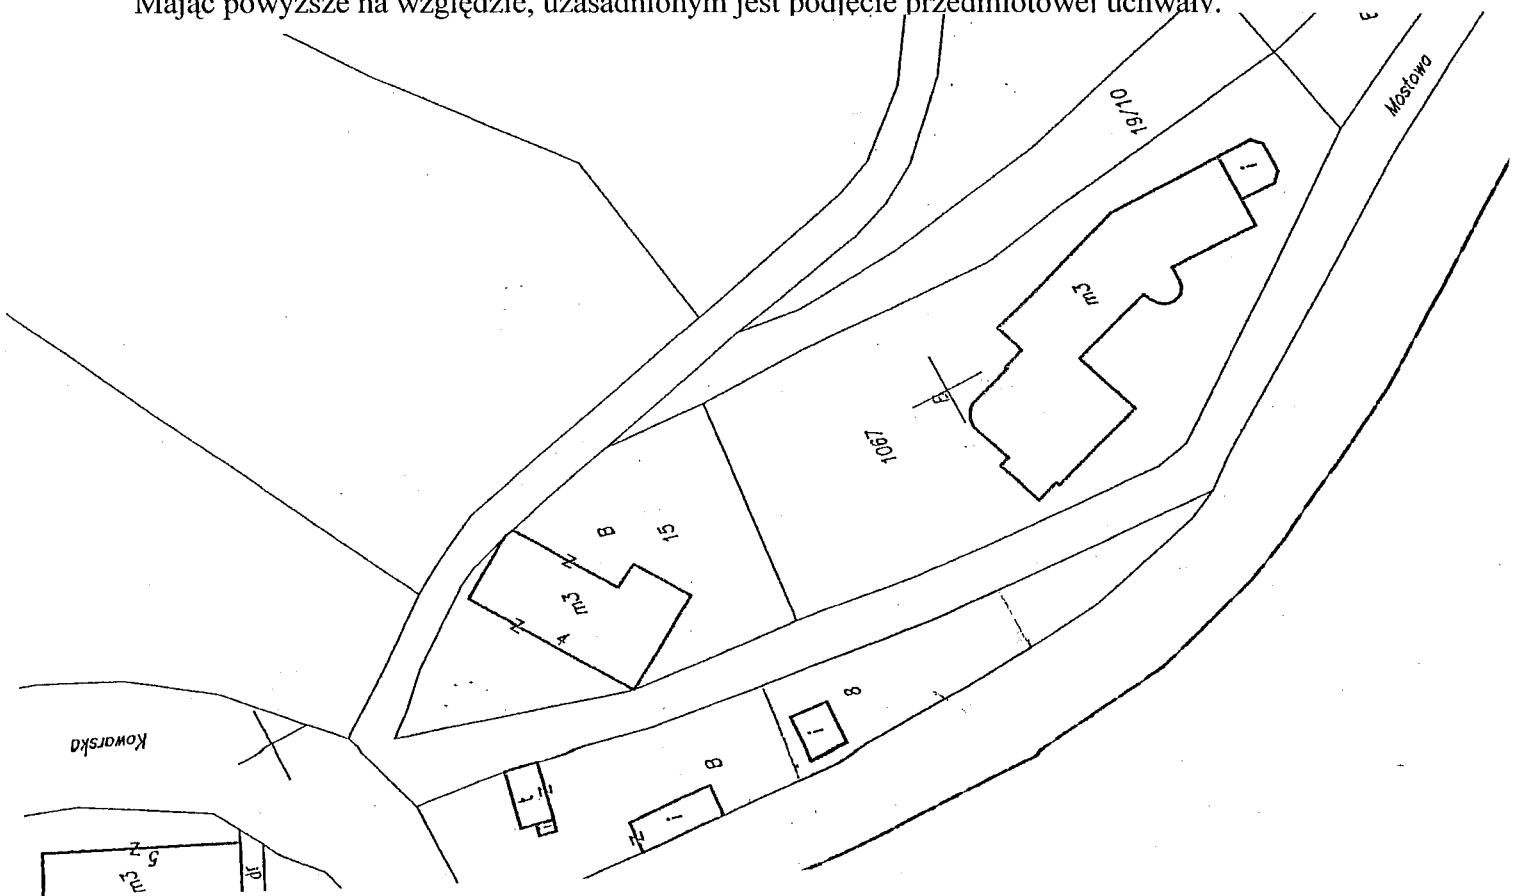 Mając powyższe na względzie, uzasadnionym jest podjęcie przedmiotowej uchwały.
Mostowa
19/10
i
m3
B
1067
B
15
m3
4
8
i
B
i
Kowarska
5
m3